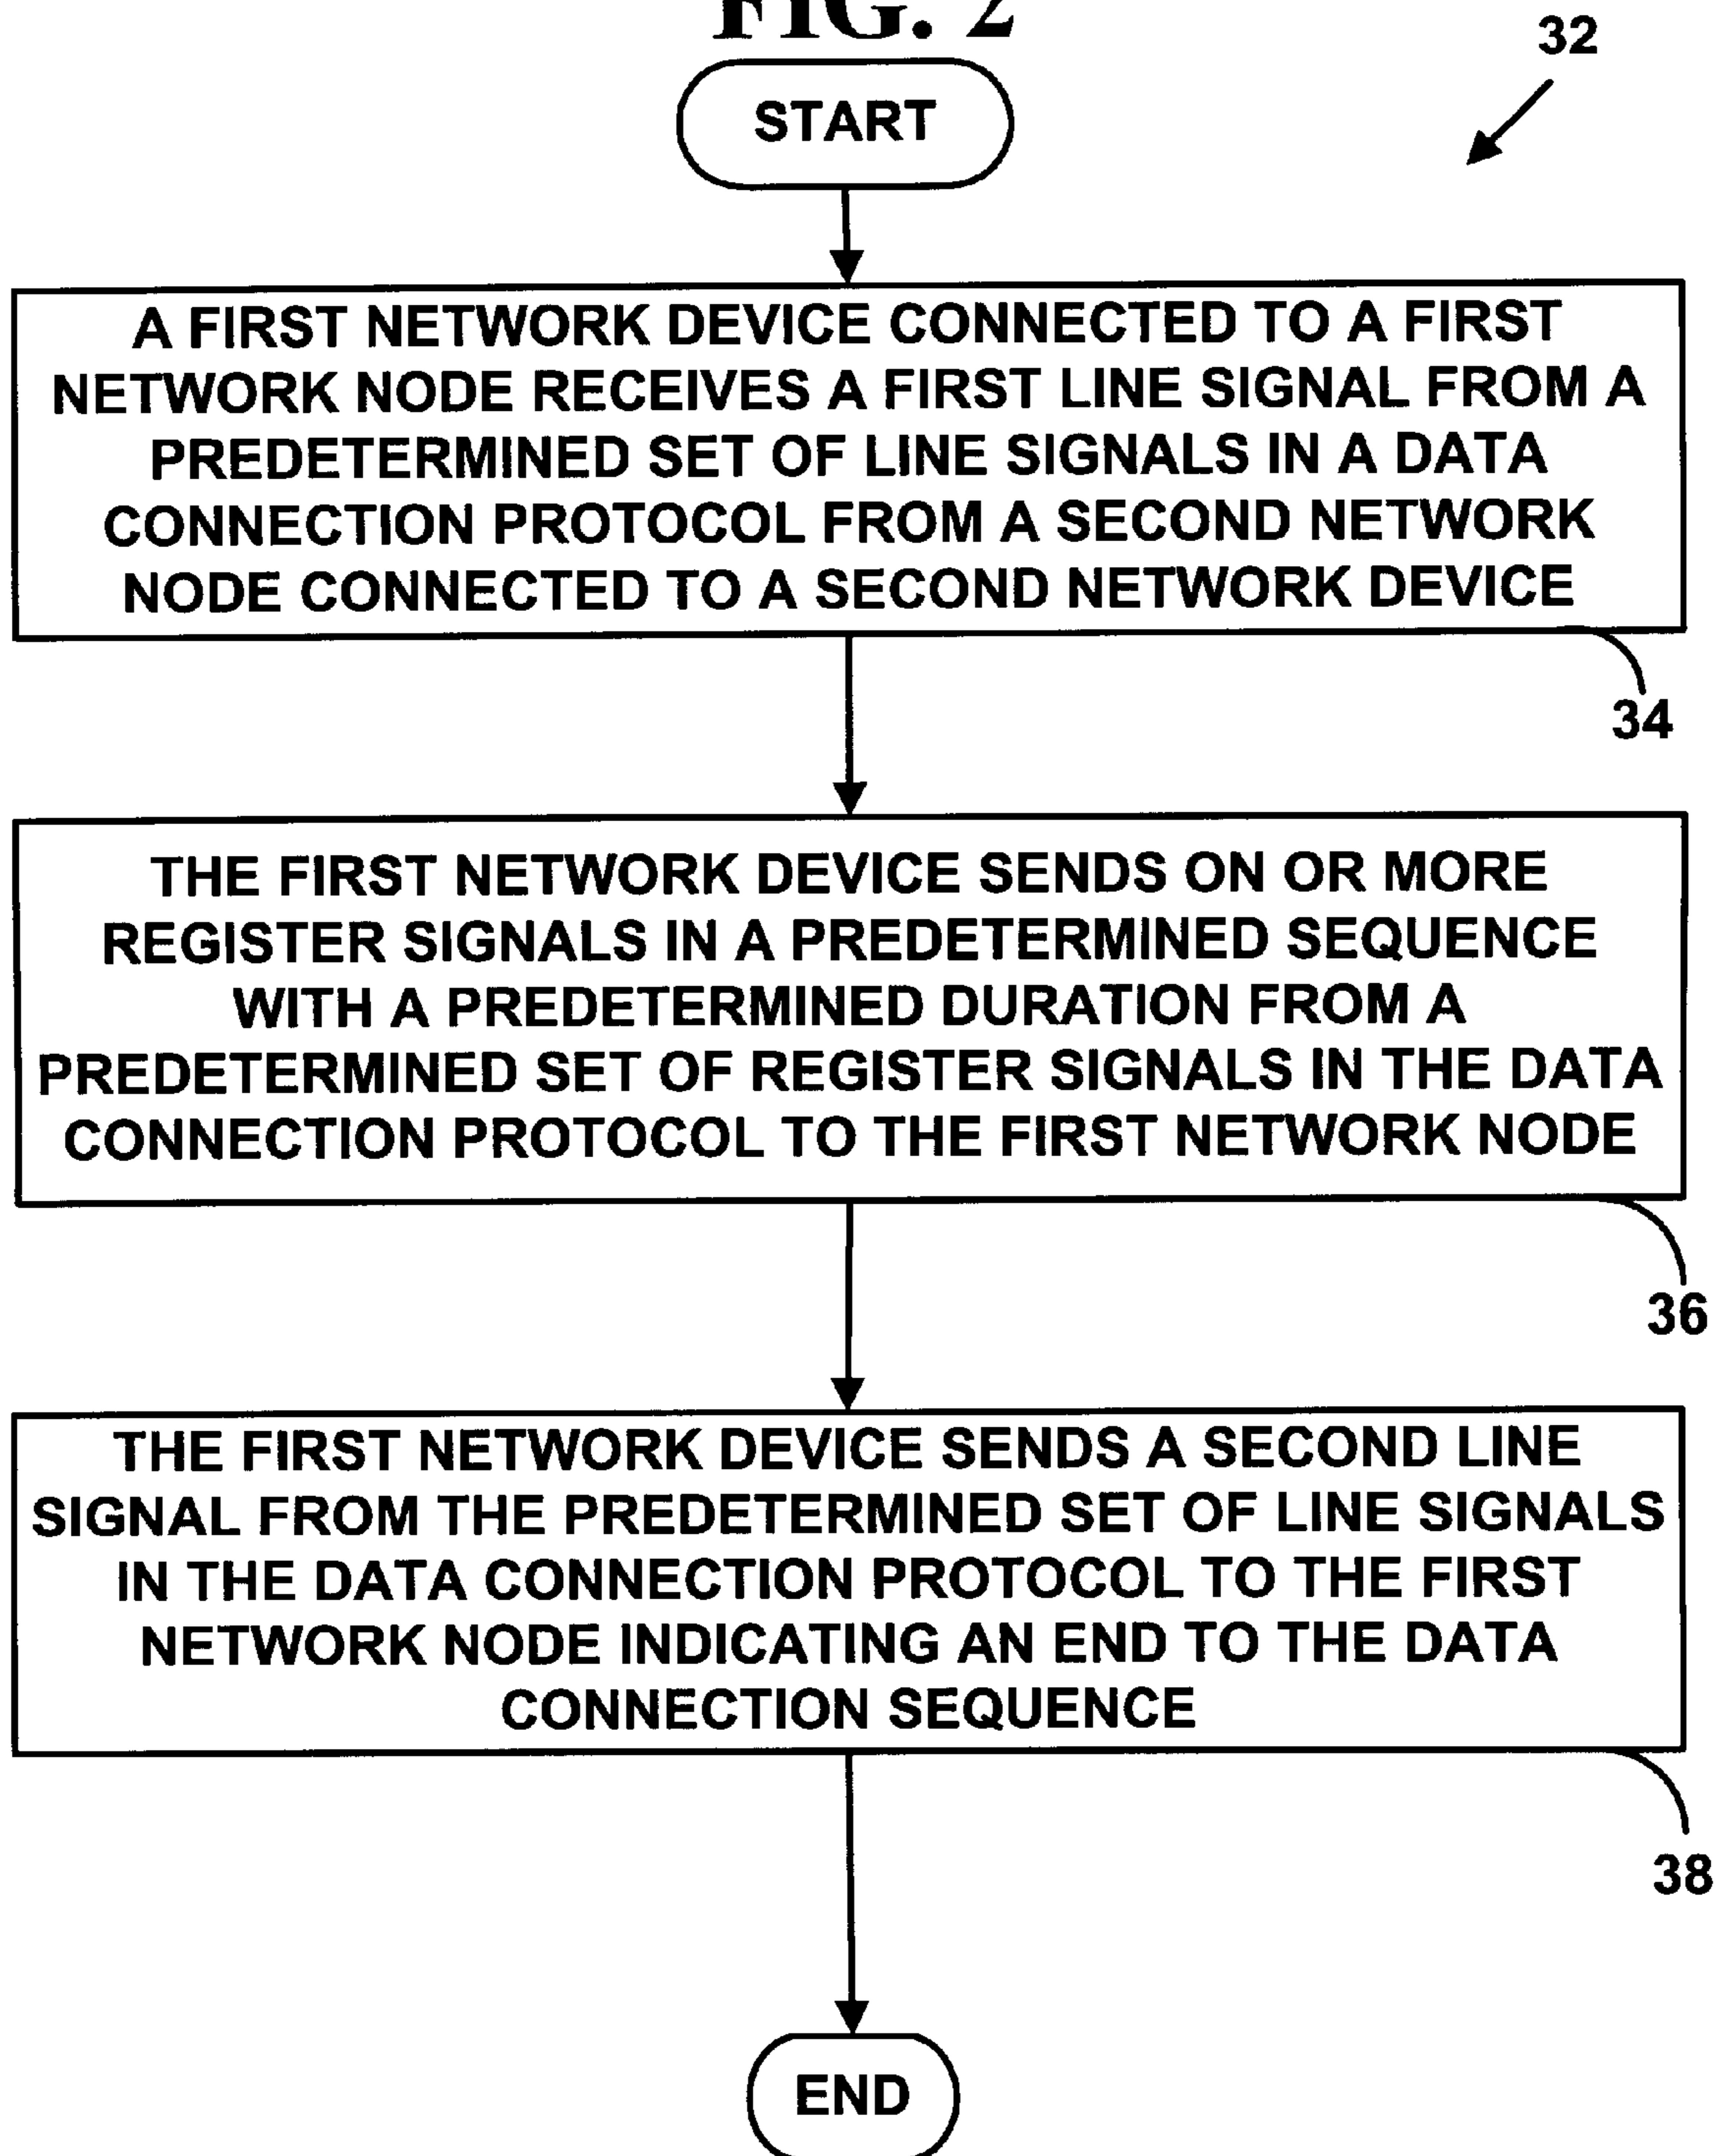 FIG. 2
32
START
A FIRST NETWORK DEVICE CONNECTED TO A FIRST
NETWORK NODE RECEIVES A FIRST LINE SIGNAL FROM A
PREDETERMINED SET OF LINE SIGNALS IN A DATA
CONNECTION PROTOCOL FROM A SECOND NETWORK
NODE CONNECTED TO A SECOND NETWORK DEVICE
34
THE FIRST NETWORK DEVICE SENDS ON OR MORE
REGISTER SIGNALS IN A PREDETERMINED SEQUENCE
WITH A PREDETERMINED DURATION FROM A
PREDETERMINED SET OF REGISTER SIGNALS IN THE DATA
CONNECTION PROTOCOL TO THE FIRST NETWORK NODE
36
THE FIRST NETWORK DEVICE SENDS A SECOND LINE
SIGNAL FROM THE PREDETERMINED SET OF LINE SIGNALS
IN THE DATA CONNECTION PROTOCOL TO THE FIRST
NETWORK NODE INDICATING AN END TO THE DATA
CONNECTION SEQUENCE
38
END